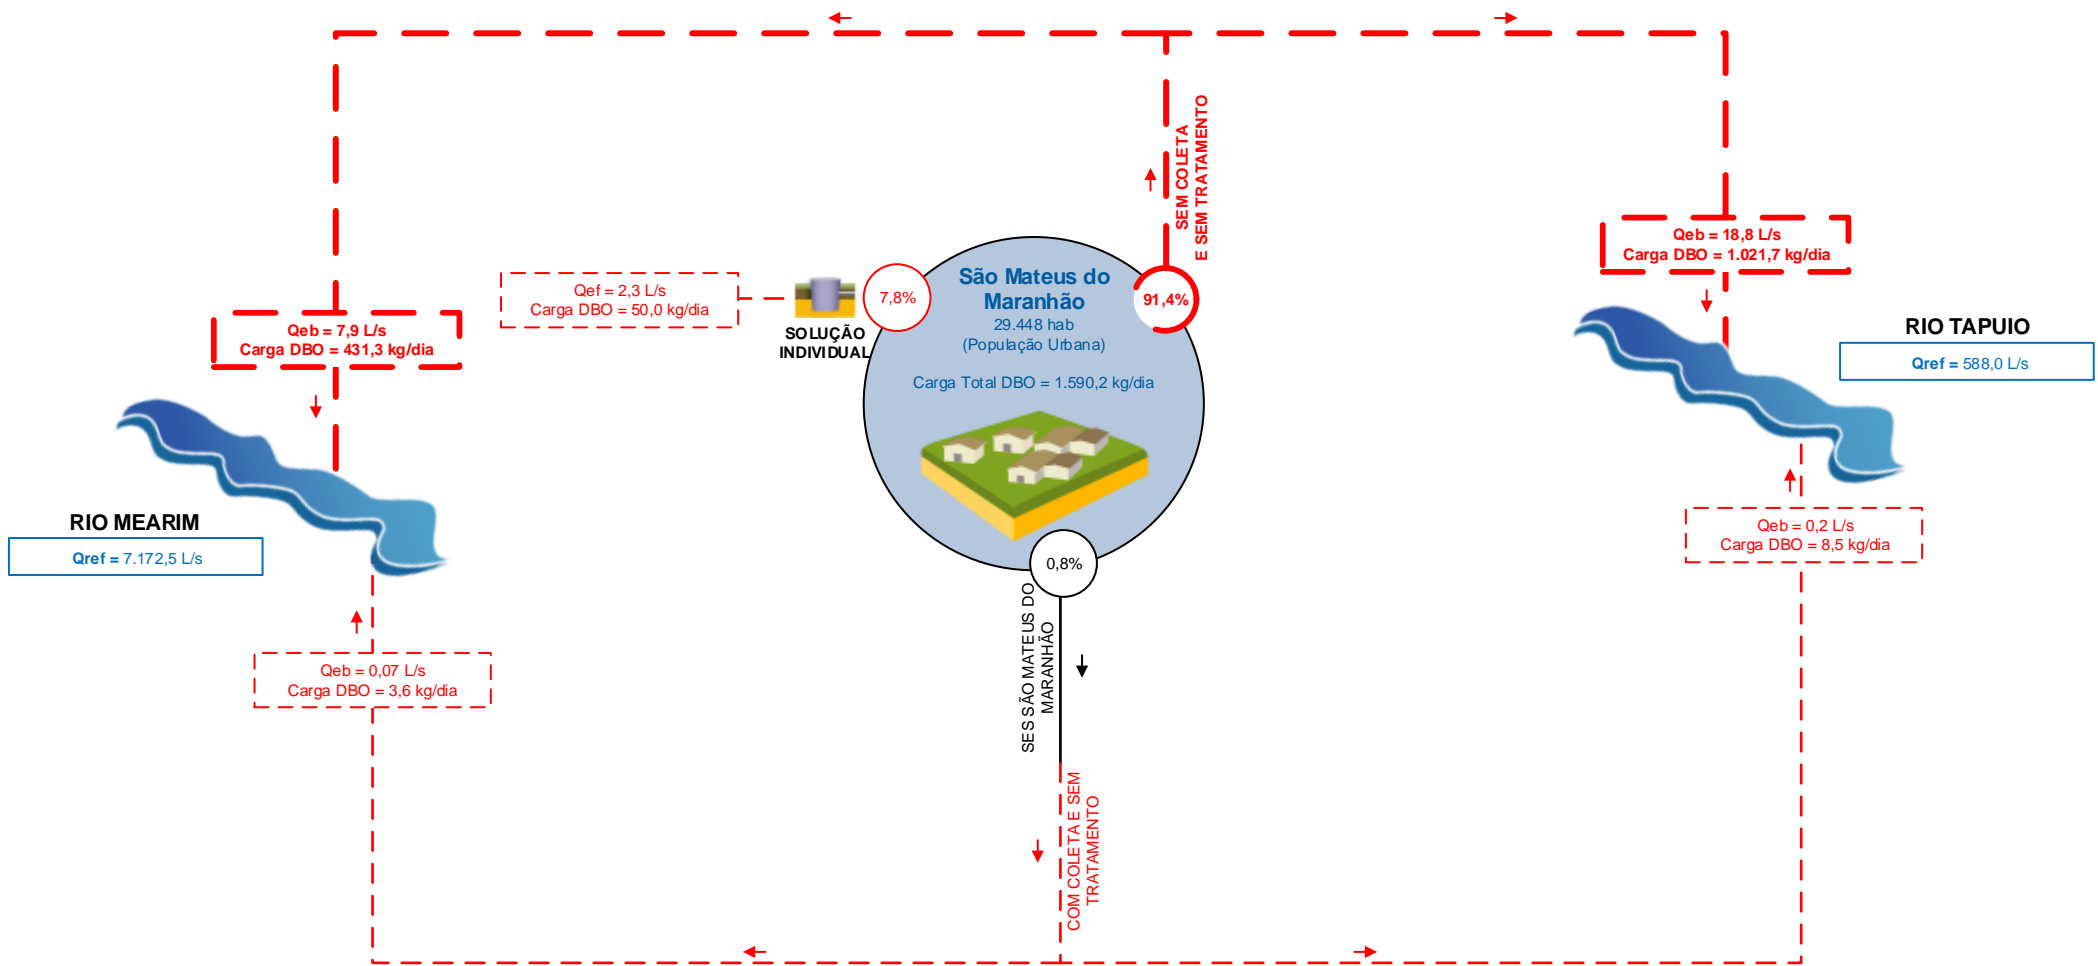 SEM COLETA
E SEM TRATAMENTO
Qeb = 18,8 L/s
Carga DBO = 1.021,7 kg/dia
São Mateus do
Maranhão
29.448 hab
(População Urbana)
Carga Total DBO = 1.590,2 kg/dia
7,8%
91,4%
0,8%
Qef = 2,3 L/s
Carga DBO = 50,0 kg/dia
SOLUÇÃO
INDIVIDUAL
Qeb = 7,9 L/s
Carga DBO = 431,3 kg/dia
RIO TAPUIO
Qref = 588,0 L/s
RIO MEARIM
Qref = 7.172,5 L/s
Qeb = 0,2 L/s
Carga DBO = 8,5 kg/dia
Qeb = 0,07 L/s
Carga DBO = 3,6 kg/dia
SES SÃO MATEUS DO
MARANHÃO
COM COLETA E SEM
TRATAMENTO